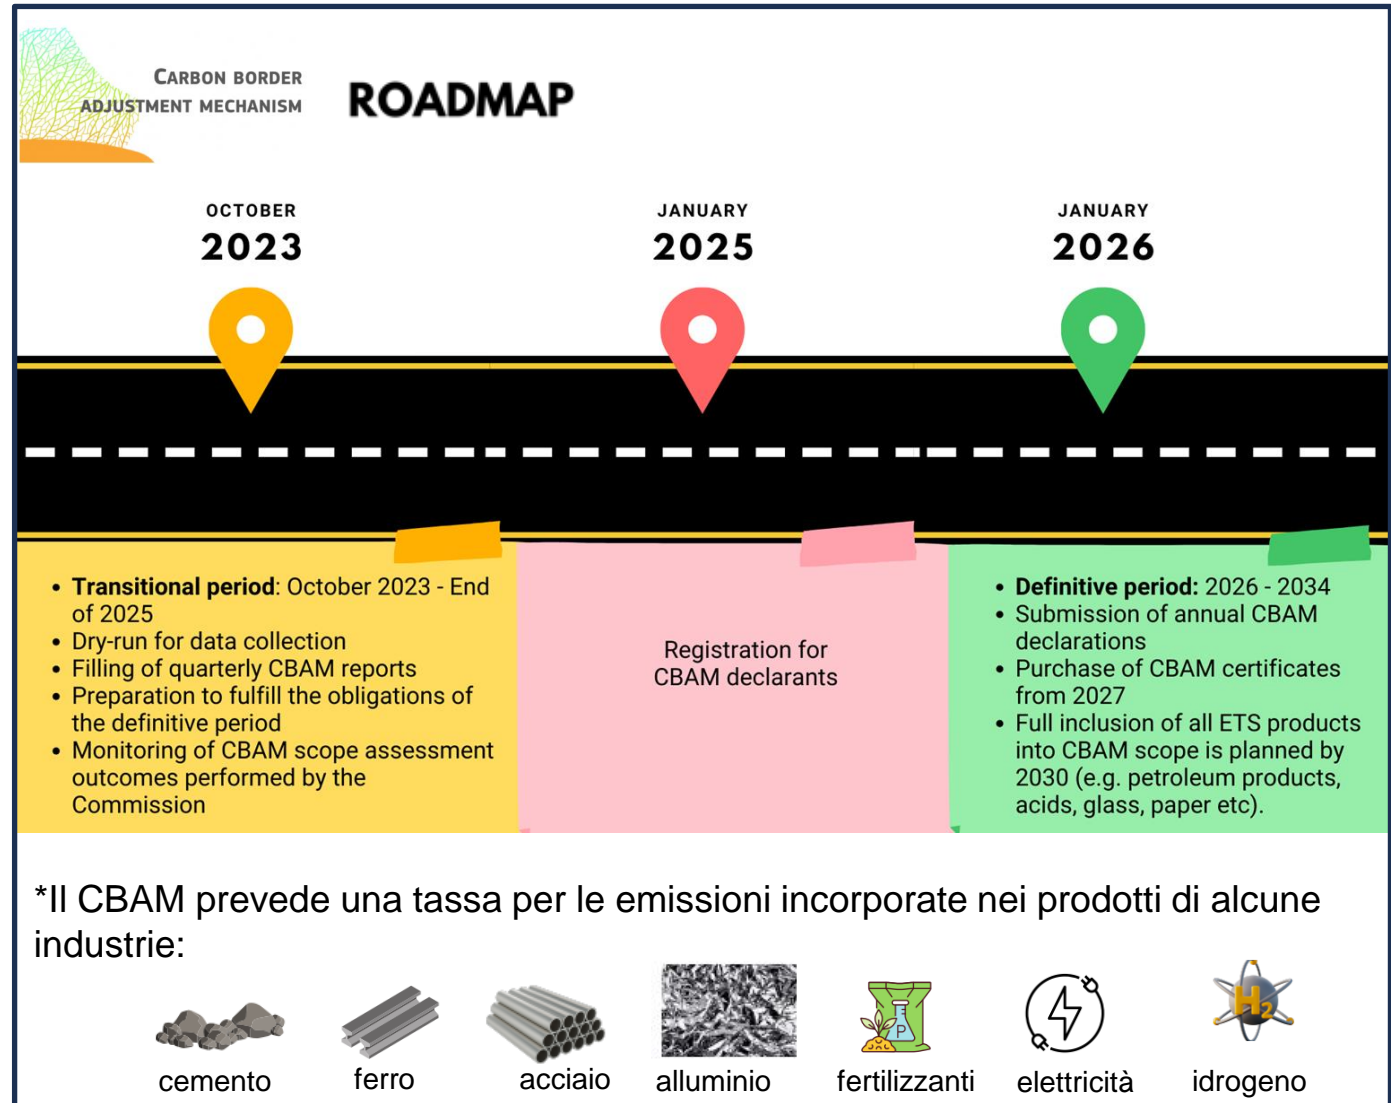 CARBON BORDER
ADJUSTMENT MECHANISM
ROADMAP
OCTOBER
2023
JANUARY
2025
JANUARY
2026
• Transitional period: October 2023 - End
of 2025
• Dry-run for data collection
• Filling of quarterly CBAM reports
• Preparation to fulfill the obligations of
the definitive period
• Monitoring of CBAM scope assessment
outcomes performed by the
Commission
Registration for
CBAM declarants
• Definitive period: 2026 - 2034
• Submission of annual CBAM
declarations
• Purchase of CBAM certificates
from 2027
• Full inclusion of all ETS products
into CBAM scope is planned by
2030 (e.g. petroleum products,
acids, glass, paper etc).
*Il CBAM prevede una tassa per le emissioni incorporate nei prodotti di alcune
industrie:
P
H2
cemento
ferro
acciaio
alluminio
fertilizzanti
elettricità
idrogeno